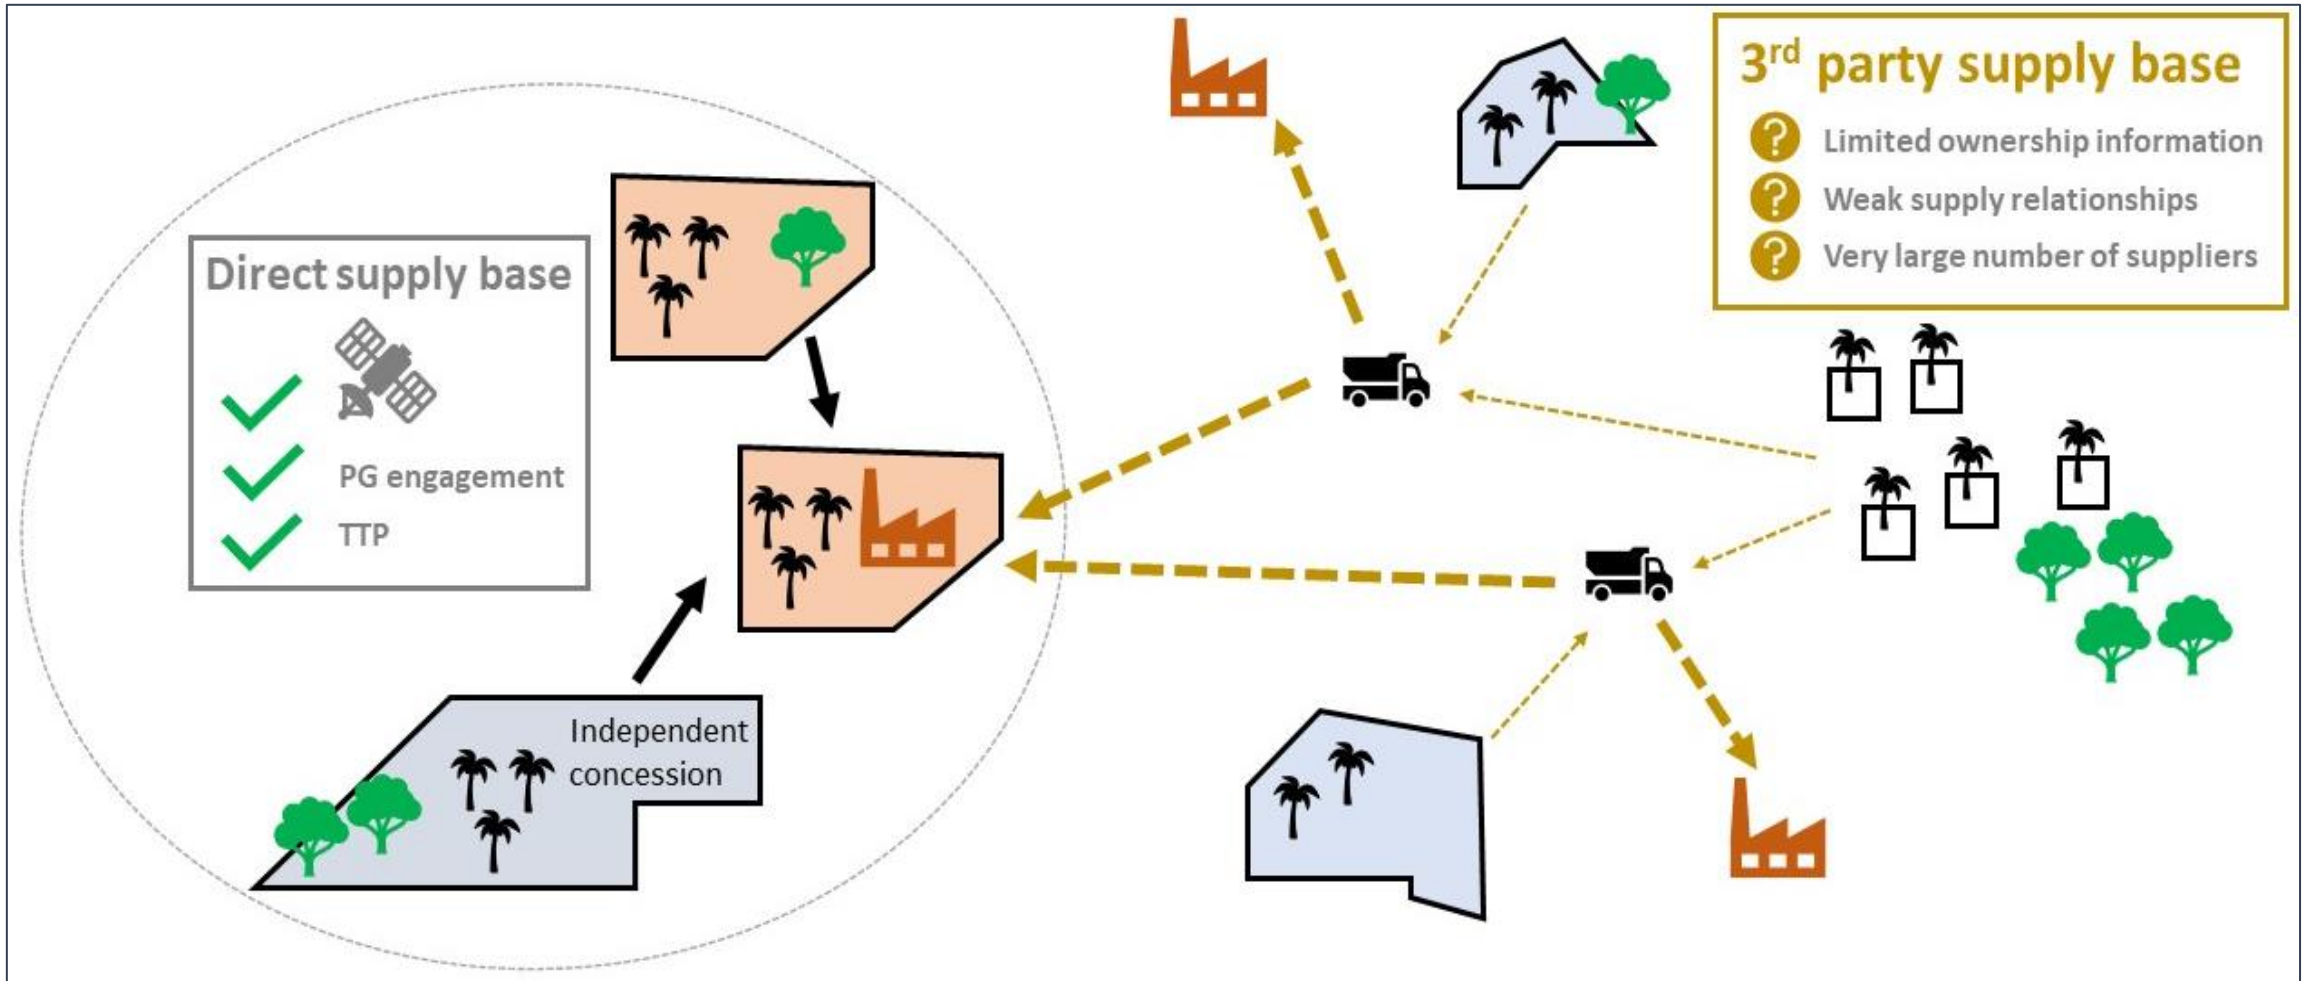 Direct supply base
PG engagement
TTP
Independent
concession
3rd party supply base
? Limited ownership information
? Weak supply relationships
? Very large number of suppliers